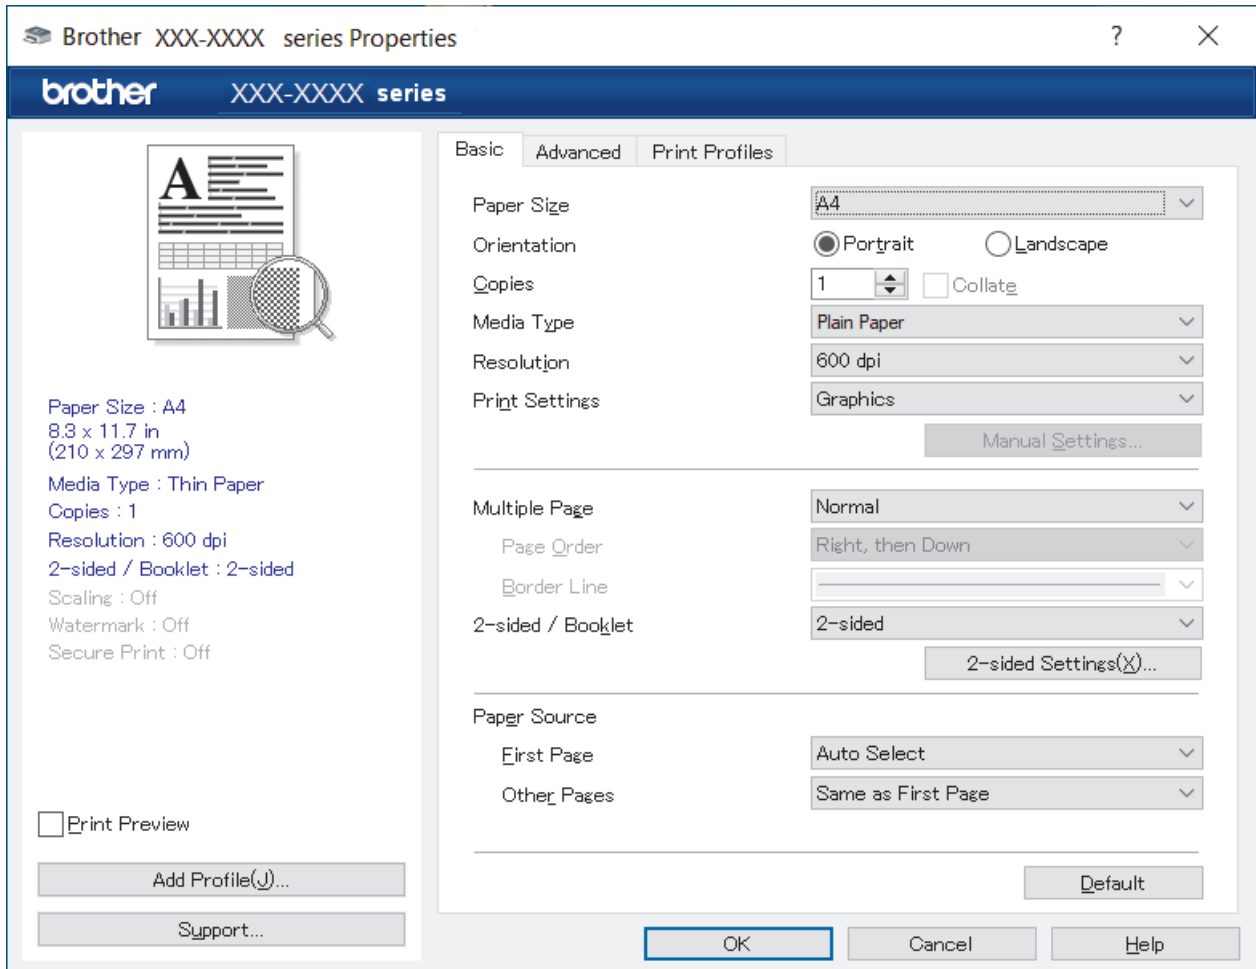 Brother XXX-XXXX series Properties
?
brother XXX-XXXX series
A
Paper Size : A4
8.3 x 11.7 in
(210 x 297 mm)
Media Type : Thin Paper
Copies : 1
Resolution : 600 dpi
2-sided / Booklet : 2-sided
Scaling : Off
Watermark : Off
Secure Print : Off
Print Preview
Add Profile(J)...
Support...
Basic Advanced Print Profiles
Paper Size A4
Orientation Portrait Landscape
Copies 1 Collate
Media Type Plain Paper
Resolution 600 dpi
Print Settings Graphics
Manual Settings...
Multiple Page Normal
Page Order Right, then Down
Border Line
2-sided / Booklet 2-sided
2-sided Settings(X)...
Paper Source
First Page Auto Select
Other Pages Same as First Page
Default
OK Cancel Help